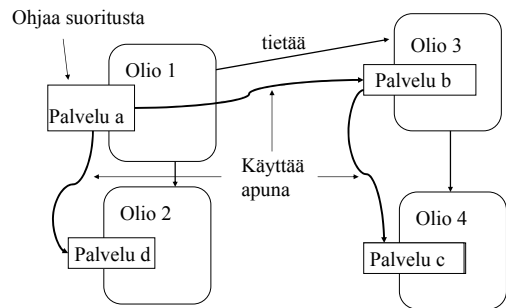 Ohjaa suoritusta
Olio 1
tietää
Olio 3
Palvelu a
Palvelu b
Käyttää
apuna
Olio 2
Palvelu d
Olio 4
Palvelu c